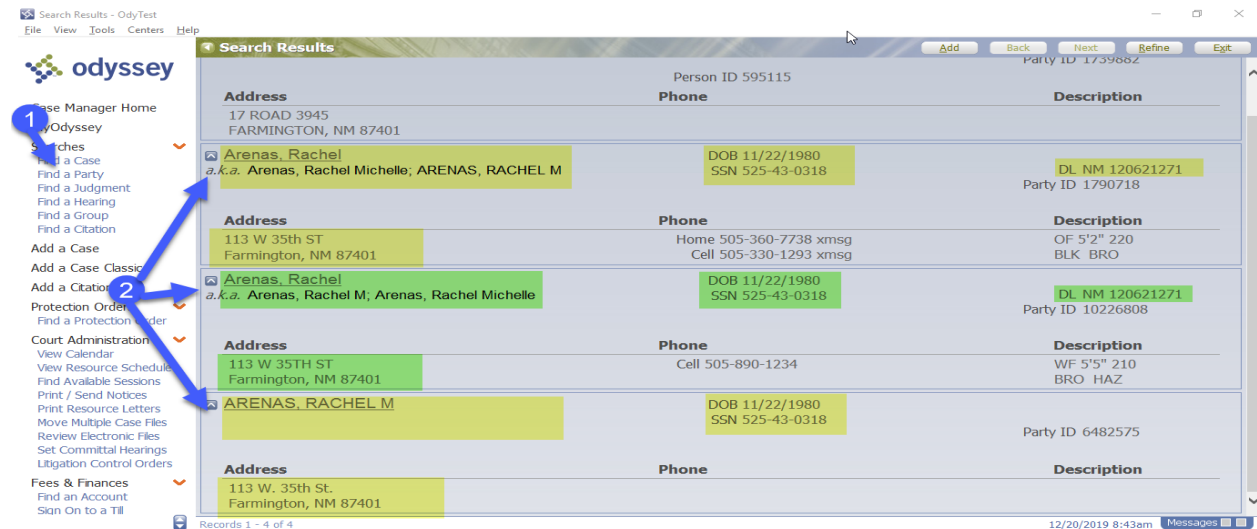 Search Results - OdyTest
File View Tools Centers Help
odyssey
Search Results
Add Back Next Refine Exit
Case Manager Home
MyOdyssey
Searches
Find a Case
Find a Party
Find a Judgment
Find a Hearing
Find a Group
Find a Citation
Add a Case
Add a Case Classic
Add a Citation
Protection Orders
Find a Protection Order
Court Administration
View Calendar
View Resource Schedule
Find Available Sessions
Print / Send Notices
Print Resource Letters
Move Multiple Case Files
Review Electronic Files
Set Committal Hearings
Litigation Control Orders
Fees & Finances
Find an Account
Sign On to a Till
1
2
Party ID 1739882
Person ID 595115
Address Phone Description
17 ROAD 3945
FARMINGTON, NM 87401
Arenas, Rachel DOB 11/22/1980
a.k.a. Arenas, Rachel Michelle; ARENAS, RACHEL M SSN 525-43-0318 DL NM 120621271
Party ID 1790718
Address Phone Description
113 W 35th ST Home 505-360-7738 xmsg OF 5'2" 220
Farmington, NM 87401 Cell 505-330-1293 xmsg BLK BRO
Arenas, Rachel DOB 11/22/1980
a.k.a. Arenas, Rachel M; Arenas, Rachel Michelle SSN 525-43-0318 DL NM 120621271
Party ID 10226808
Address Phone Description
113 W 35TH ST Cell 505-890-1234 WF 5'5" 210
Farmington, NM 87401 BRO HAZ
ARENAS, RACHEL M DOB 11/22/1980
SSN 525-43-0318
Party ID 6482575
Address Phone Description
113 W. 35th St.
Farmington, NM 87401
Records 1 - 4 of 4 12/20/2019 8:43am Messages